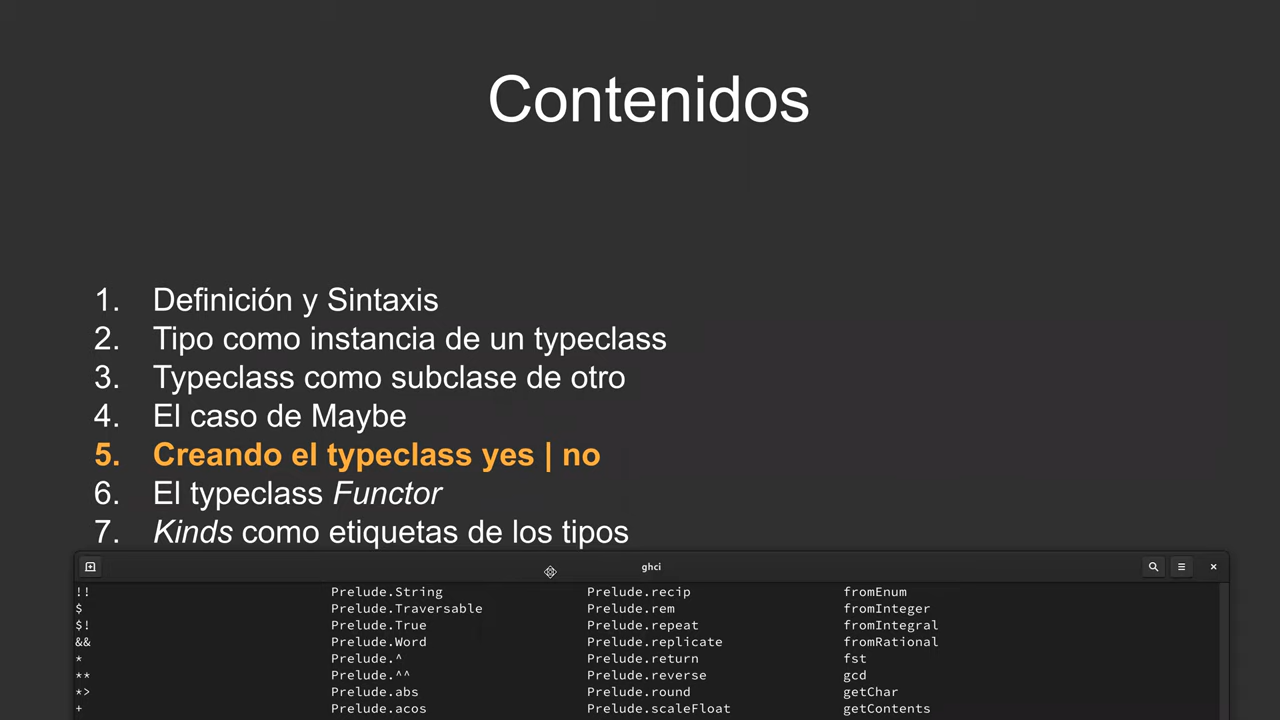 Contenidos
1. Definición y Sintaxis
2. Tipo como instancia de un typeclass
3. Typeclass como subclase de otro
4. El caso de Maybe
5. Creando el typeclass yes | no
6. El typeclass Functor
7. Kinds como etiquetas de los tipos
ghci
!! Prelude.String Prelude.recip fromEnum
$ Prelude.Traversable Prelude.rem fromInteger
$! Prelude.True Prelude.repeat fromIntegral
&& Prelude.Word Prelude.replicate fromRational
* Prelude.^ Prelude.return fst
** Prelude.^^ Prelude.reverse gcd
*> Prelude.abs Prelude.round getChar
+ Prelude.acos Prelude.scaleFloat getContents